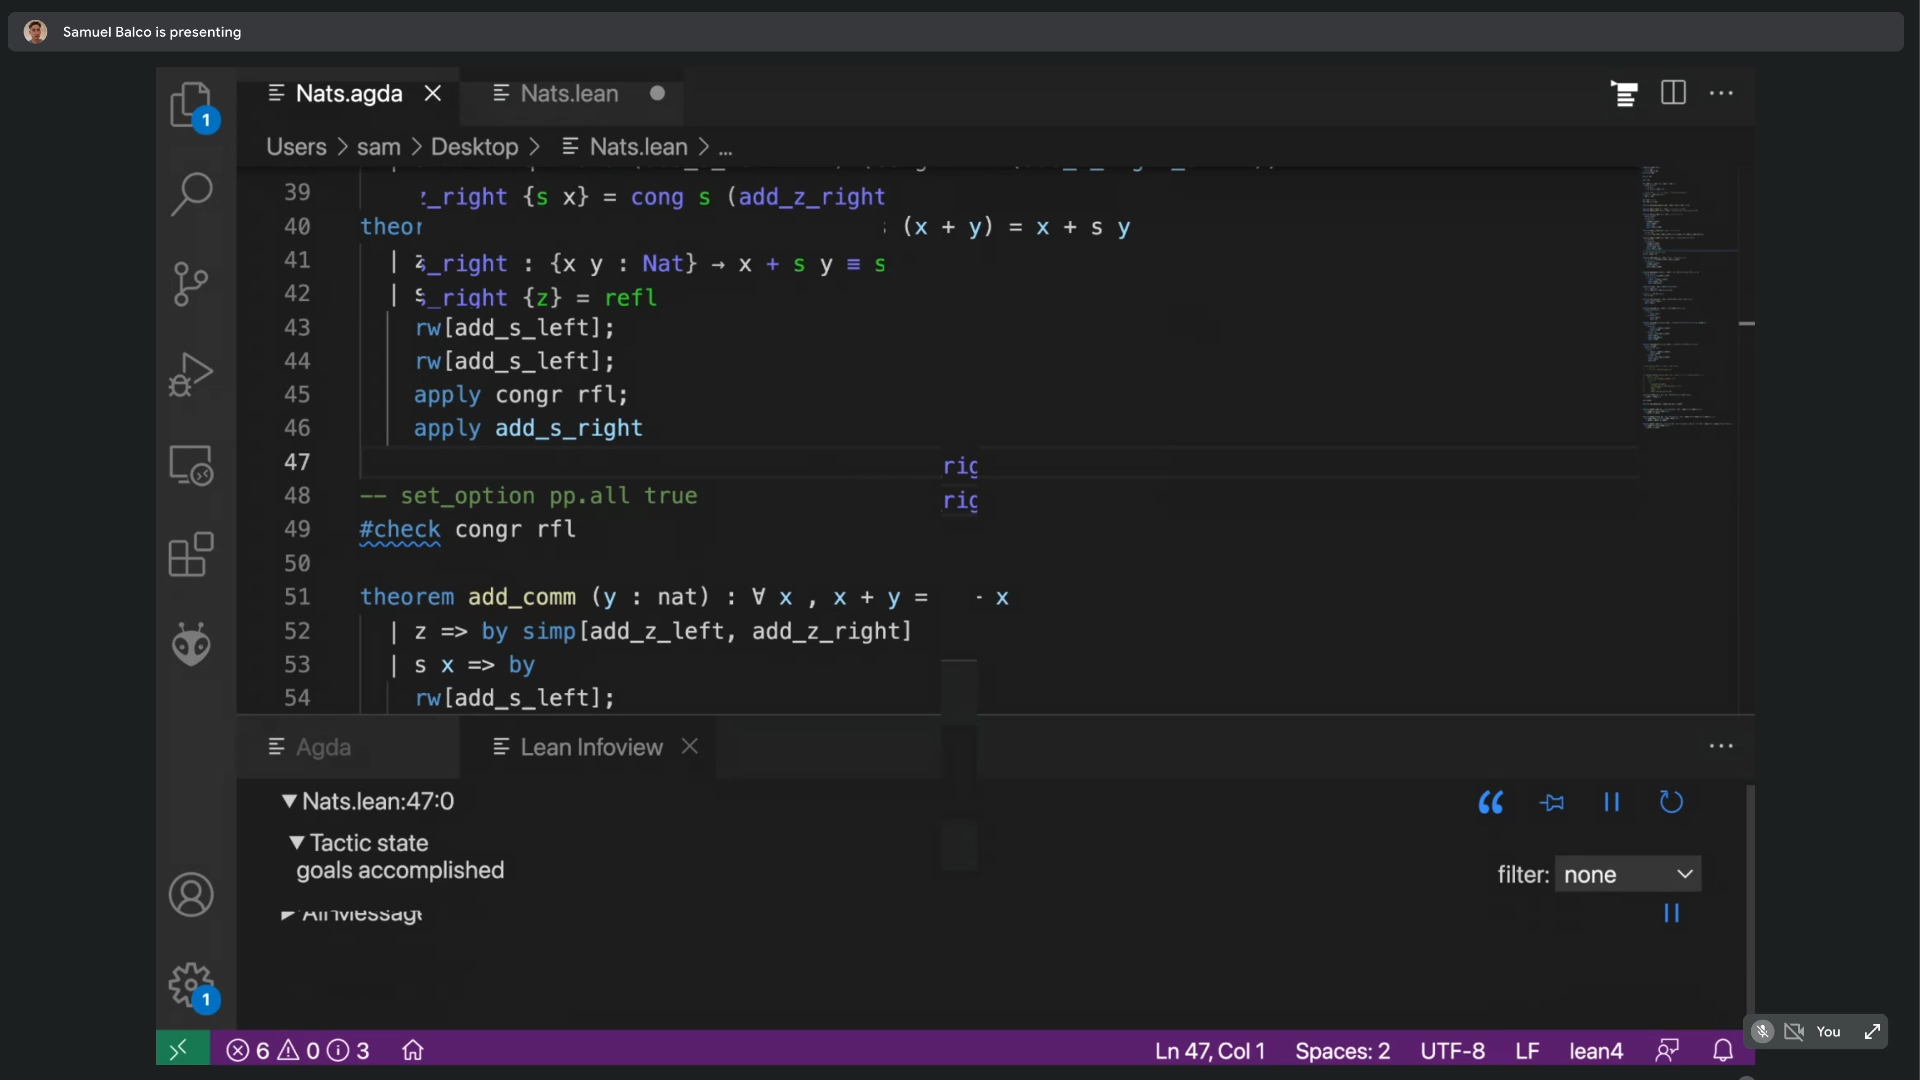 Samuel Balco is presenting
Nats.agda
Nats.lean
Users > sam > Desktop > Nats.lean > ...
39 _right {s x} = cong s (add_z_right
40 (x + y) = x + s y
41 | _right : {x y : Nat} → x + s y ≡ s
42 | _right {z} = refl
43 rw[add_s_left];
44 rw[add_s_left];
45 apply congr rfl;
46 apply add_s_right
47
48 -- set_option pp.all true
49 #check congr rfl
50
51 theorem add_comm (y : nat) : ∀ x , x + y = x
52 | z => by simp[add_z_left, add_z_right]
53 | s x => by
54 rw[add_s_left];
Agda
Lean Infoview
Nats.lean:47:0
Tactic state
goals accomplished
filter: none
1
1
6 0 3
Ln 47, Col 1
Spaces: 2
UTF-8
LF
lean4
You